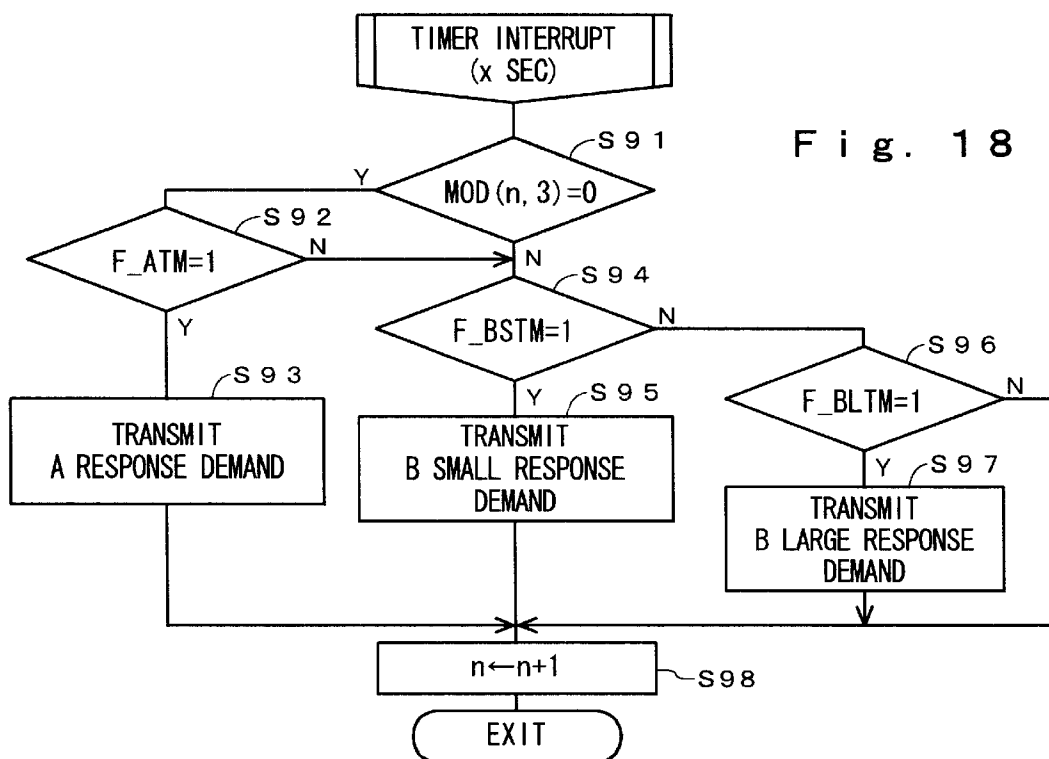 TIMER INTERRUPT
(x SEC)
Fig. 18
S91
MOD(n,3)=0
Y
N
S92
F_ATM=1
N
Y
S94
F_BSTM=1
N
Y
S96
F_BLTM=1
N
Y
S93
TRANSMIT
A RESPONSE DEMAND
S95
TRANSMIT
B SMALL RESPONSE
DEMAND
S97
TRANSMIT
B LARGE RESPONSE
DEMAND
n←n+1
S98
EXIT